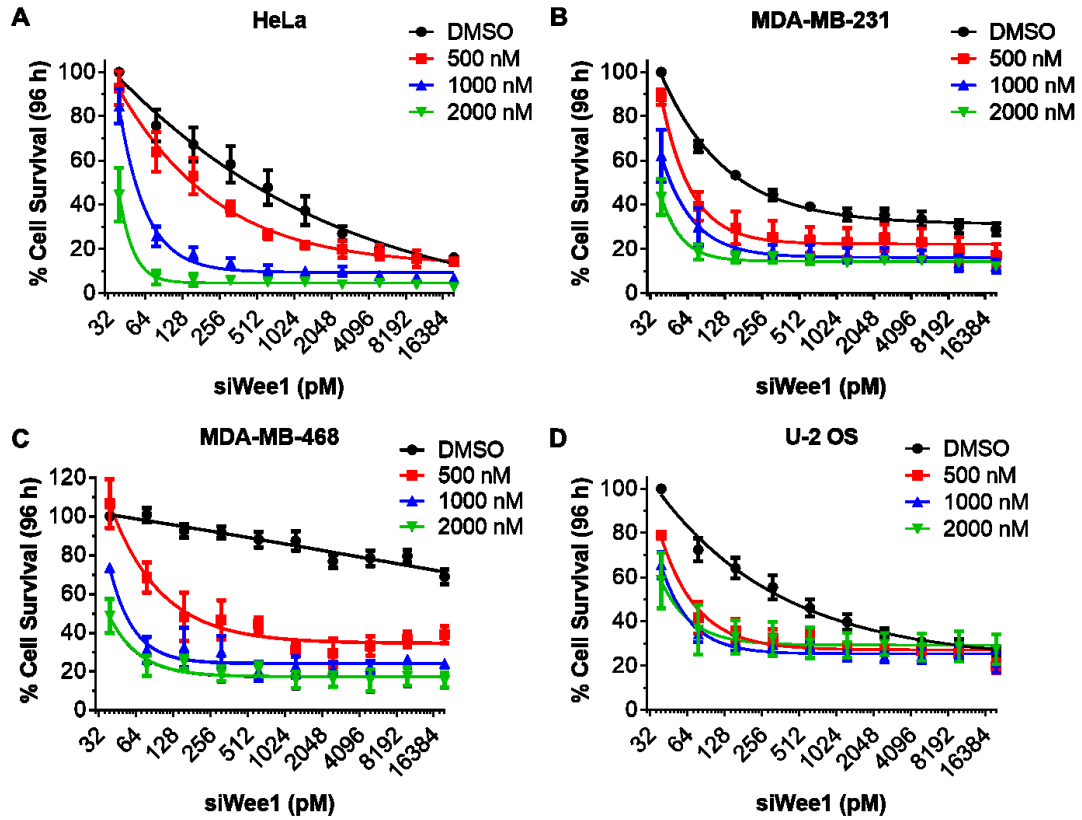 A
HeLa
DMSO
500 nM
1000 nM
2000 nM
100
80
60
40
20
0
% Cell Survival (96 h)
32 64 128 256 512 1024 2048 4096 8192 16384
siWee1 (pM)
B
MDA-MB-231
DMSO
500 nM
1000 nM
2000 nM
100
80
60
40
20
0
% Cell Survival (96 h)
32 64 128 256 512 1024 2048 4096 8192 16384
siWee1 (pM)
C
MDA-MB-468
DMSO
500 nM
1000 nM
2000 nM
120
100
80
60
40
20
0
% Cell Survival (96 h)
32 64 128 256 512 1024 2048 4096 8192 16384
siWee1 (pM)
D
U-2 OS
DMSO
500 nM
1000 nM
2000 nM
100
80
60
40
20
0
% Cell Survival (96 h)
32 64 128 256 512 1024 2048 4096 8192 16384
siWee1 (pM)